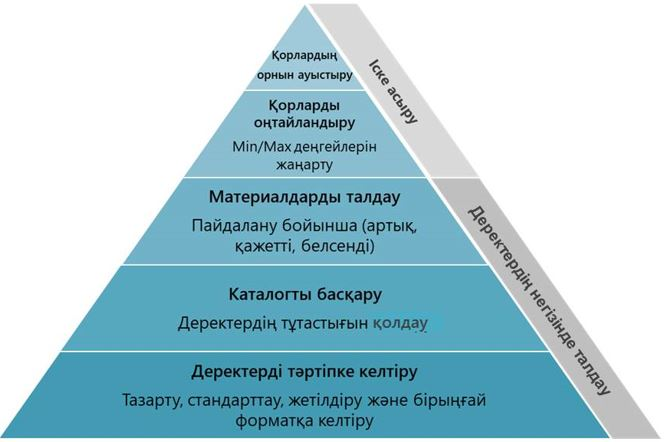 Қорлардың
орнын ауыстыру
Қорларды
оңтайландыру
Min/Max деңгейлерін
жаңарту
Материалдарды талдау
Пайдалану бойынша (артық,
қажетті, белсенді)
Каталогты басқару
Деректердің тұтастығын қолдау
Деректерді тәртіпке келтіру
Тазарту, стандарттау, жетілдіру және бірыңғай
форматқа келтіру
Іске асыру
Деректердің негізінде талдау